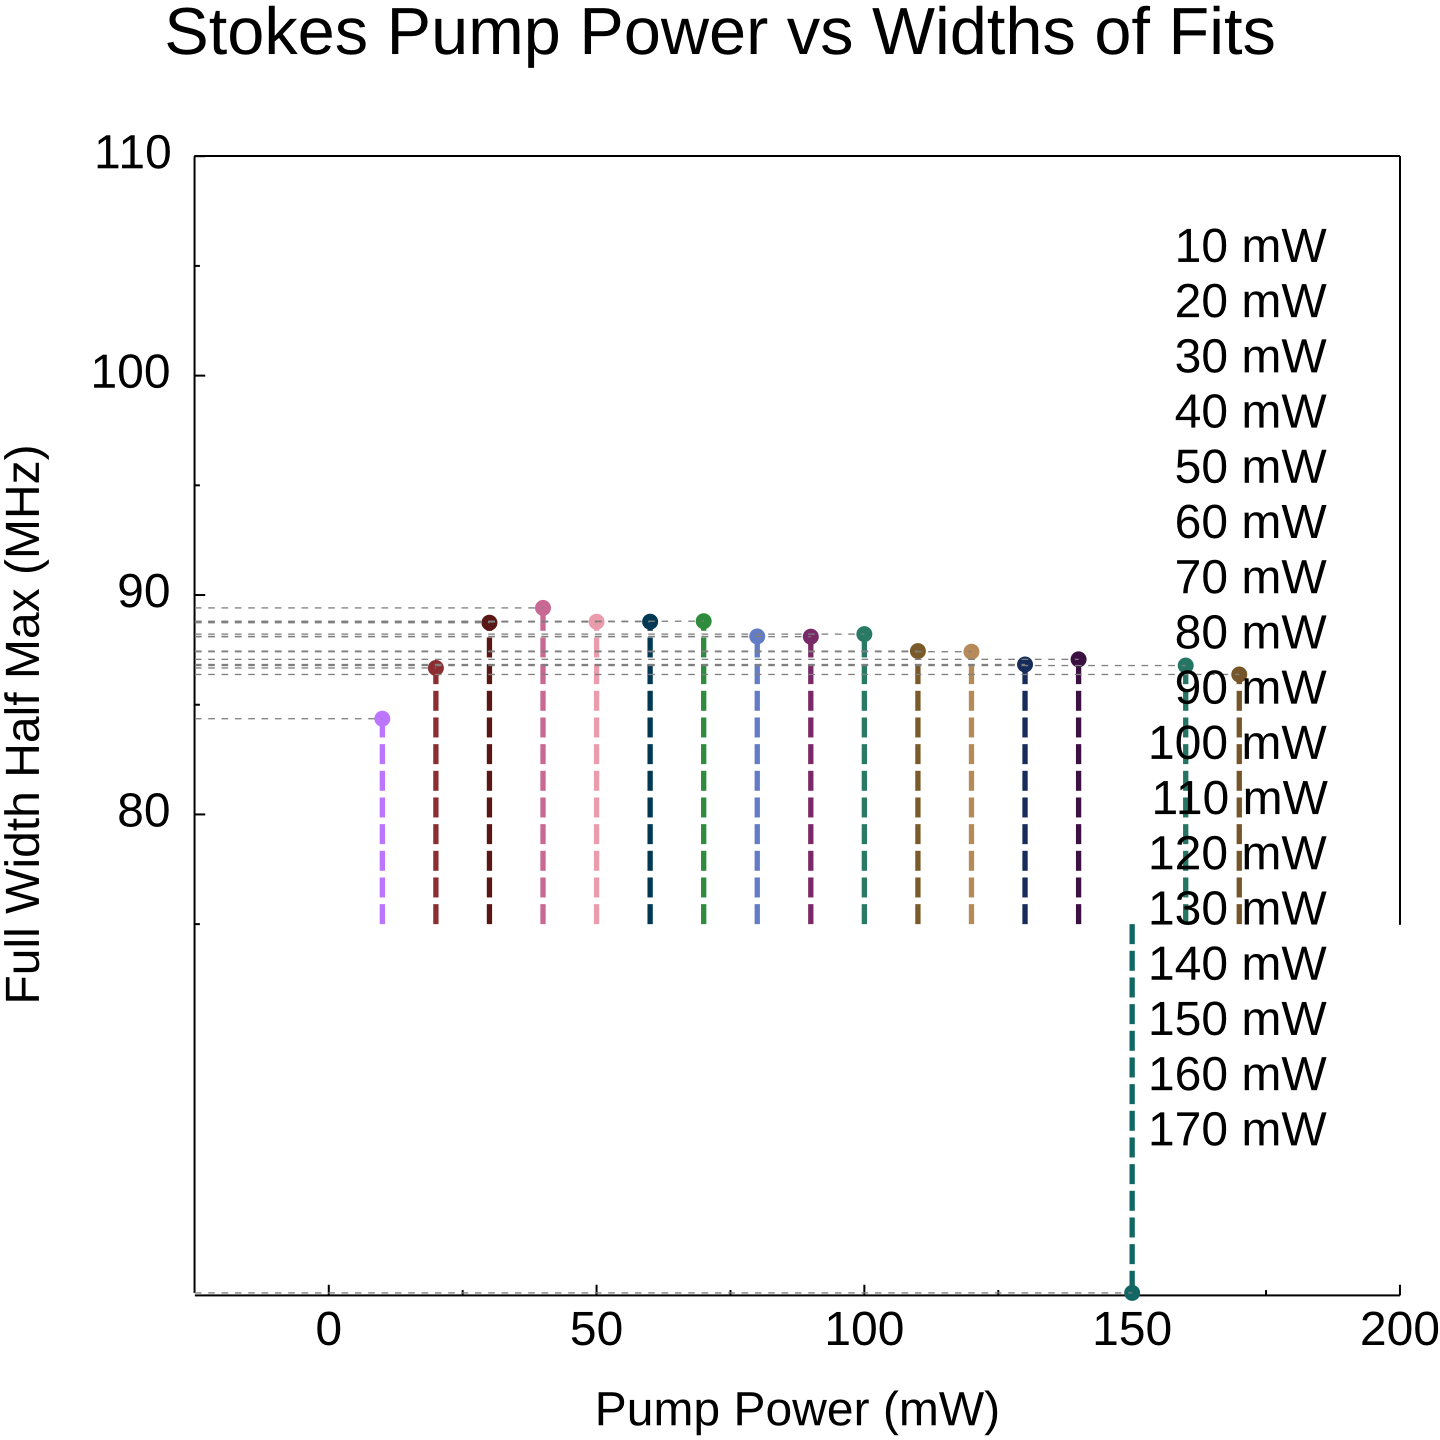 Stokes Pump Power vs Widths of Fits
110
100
90
80
Full Width Half Max (MHz)
10 mW
20 mW
30 mW
40 mW
50 mW
60 mW
70 mW
80 mW
90 mW
100 mW
110 mW
120 mW
130 mW
140 mW
150 mW
160 mW
170 mW
0 50 100 150 200
Pump Power (mW)